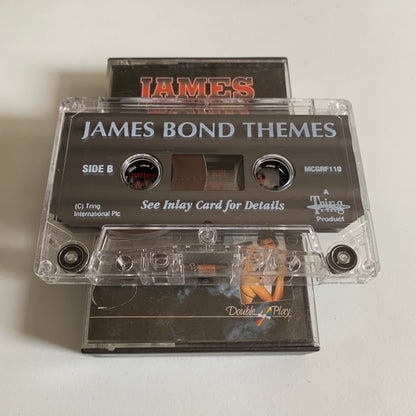 JAMES
JAMES BOND THEMES
SIDE B
MCGRF110
(C) Tring
International Plc
See Inlay Card for Details
A
Tring
Product
Double Play